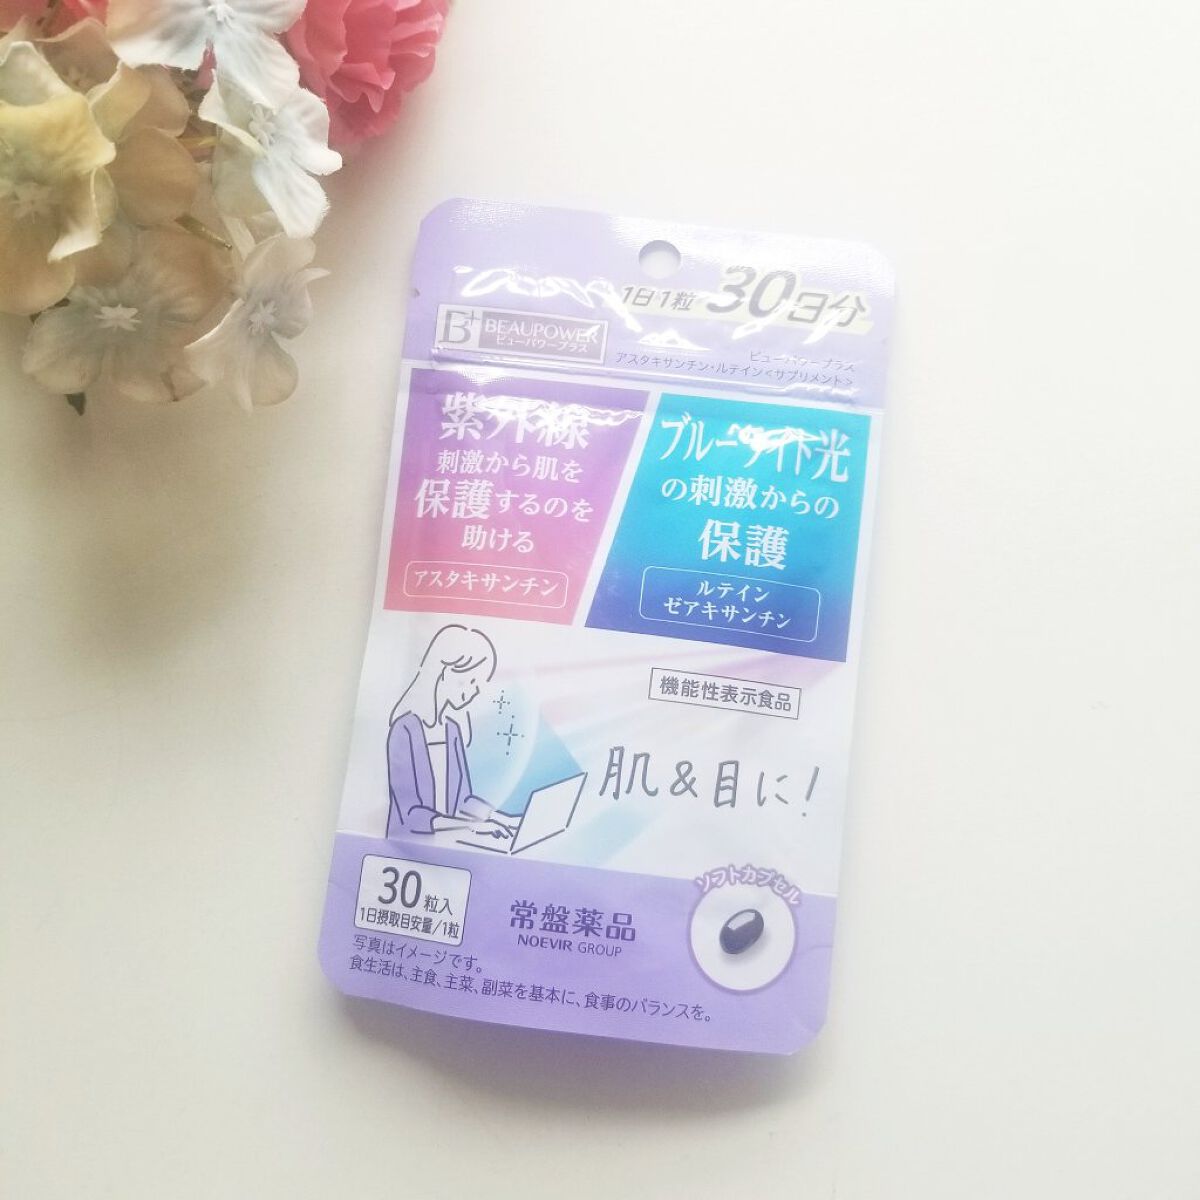 1日1粒 30日分
B+ BEAUPOWER
ビューパワープラス
ビューパワープラス
アスタキサンチン・ルテイン<サプリメント>
紫外線
刺激から肌を
保護するのを
助ける
アスタキサンチン
ブルーライト光
の刺激からの
保護
ルテイン
ゼアキサンチン
機能性表示食品
肌&目に!
30粒入
1日摂取目安量/1粒
常盤薬品
NOEVIR GROUP
ソフトカプセル
写真はイメージです。
食生活は、主食、主菜、副菜を基本に、食事のバランスを。